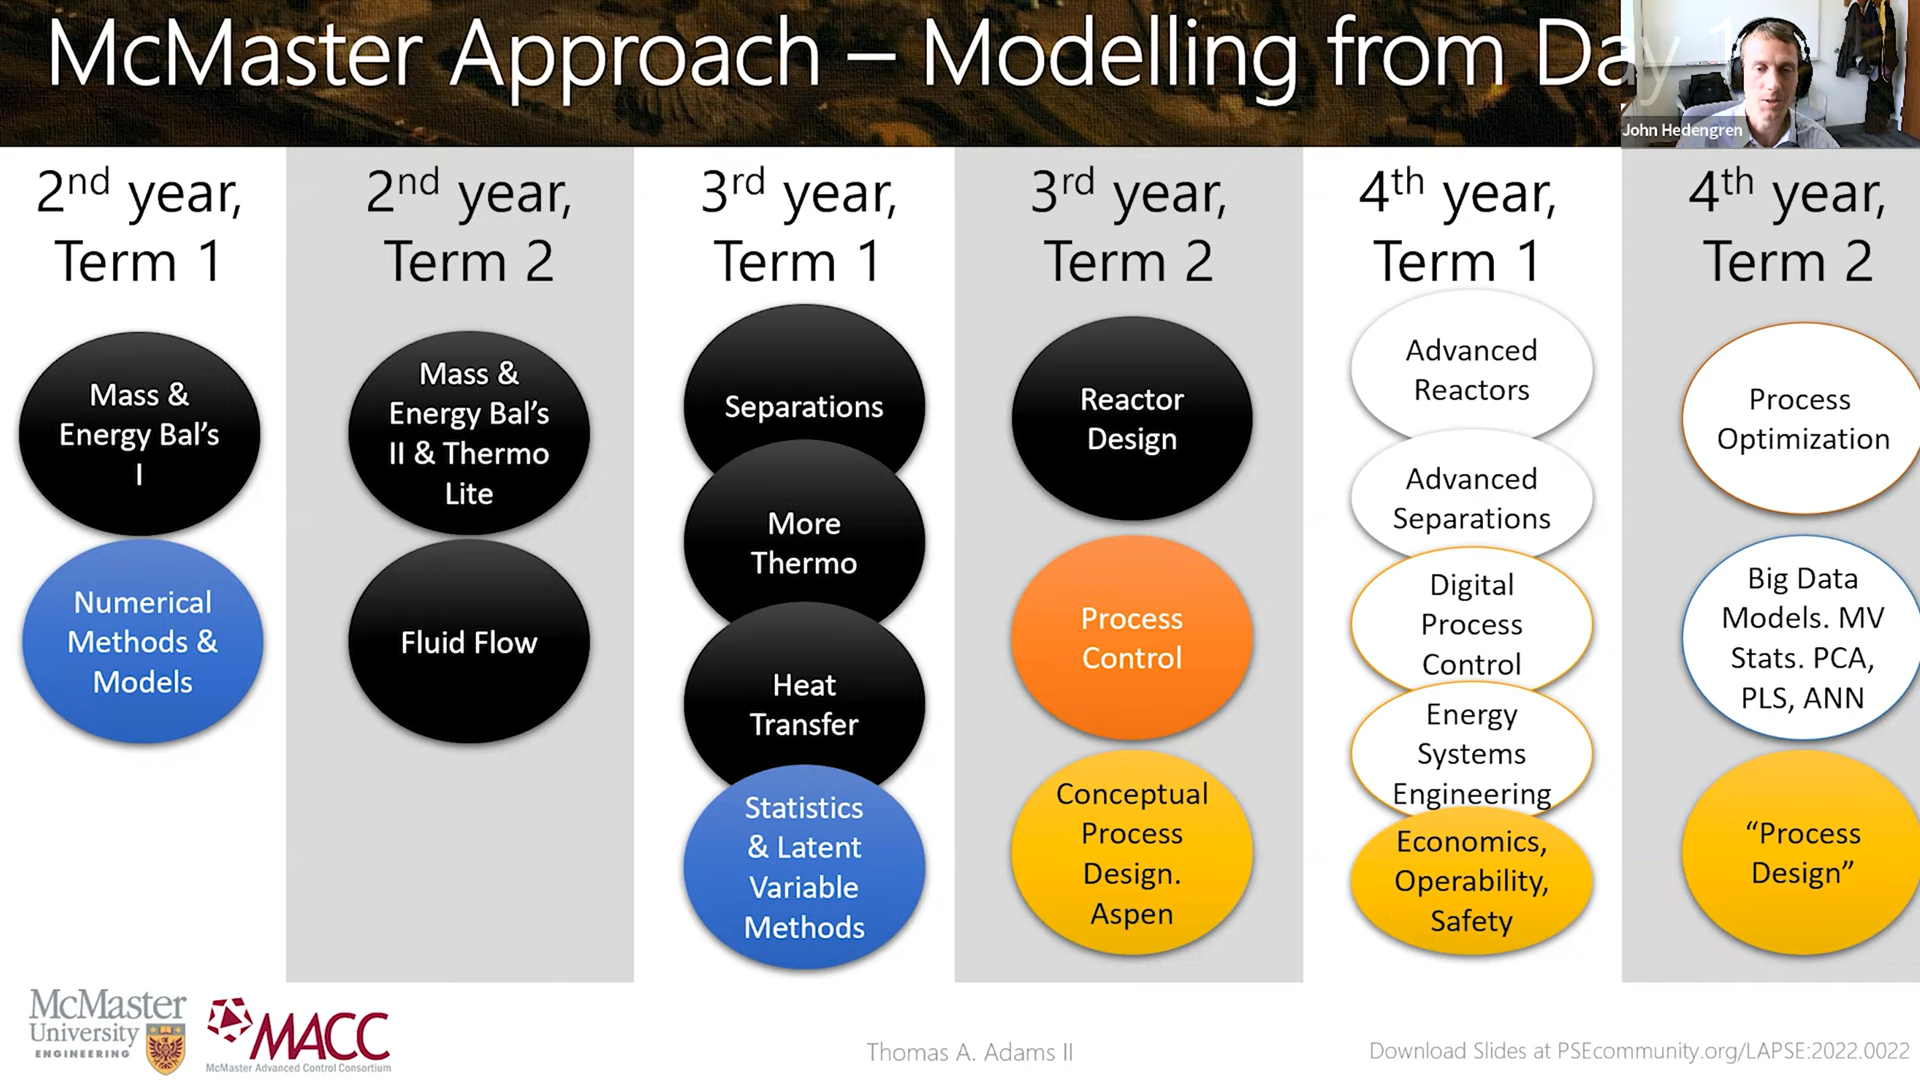 McMaster Approach – Modelling from Day 1
John Hedengren
2nd year,
Term 1
2nd year,
Term 2
3rd year,
Term 1
3rd year,
Term 2
4th year,
Term 1
4th year,
Term 2
Mass &
Energy Bal's
I
Numerical
Methods &
Models
Mass &
Energy Bal's
II & Thermo
Lite
Fluid Flow
Separations
More
Thermo
Heat
Transfer
Statistics
& Latent
Variable
Methods
Reactor
Design
Process
Control
Conceptual
Process
Design.
Aspen
Advanced
Reactors
Advanced
Separations
Digital
Process
Control
Energy
Systems
Engineering
Economics,
Operability,
Safety
Process
Optimization
Big Data
Models. MV
Stats. PCA,
PLS, ANN
“Process
Design”
McMaster
University
ENGINEERING
MACC
McMaster Advanced Control Consortium
Thomas A. Adams II
Download Slides at PSEcommunity.org/LAPSE:2022.0022